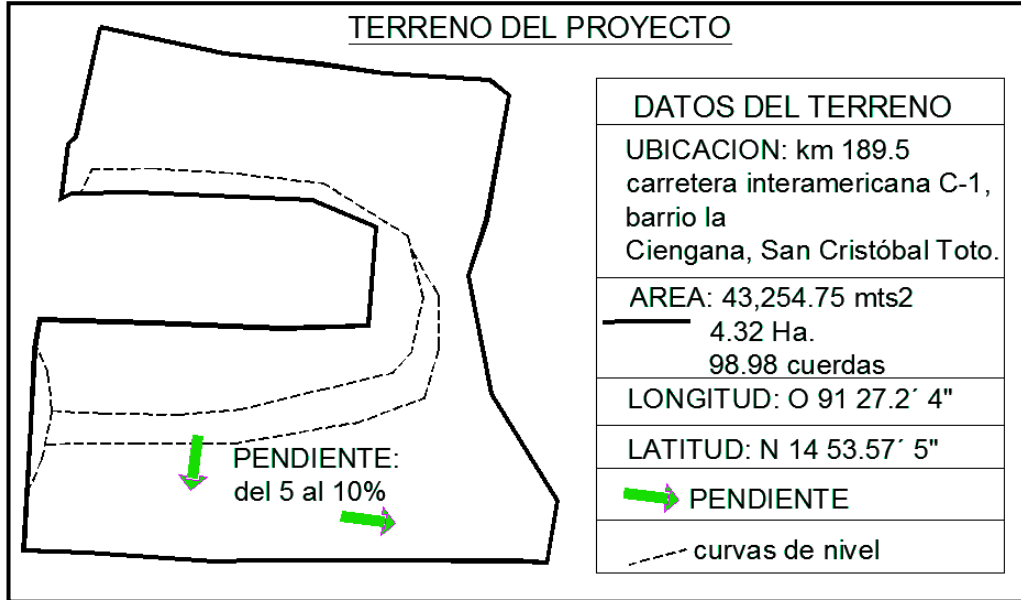 TERRENO DEL PROYECTO
DATOS DEL TERRENO
UBICACION: km 189.5
carretera interamericana C-1,
barrio la
Ciengana, San Cristóbal Toto.
AREA: 43,254.75 mts2
4.32 Ha.
98.98 cuerdas
LONGITUD: O 91 27.2´ 4"
LATITUD: N 14 53.57´ 5"
PENDIENTE
curvas de nivel
PENDIENTE:
del 5 al 10%